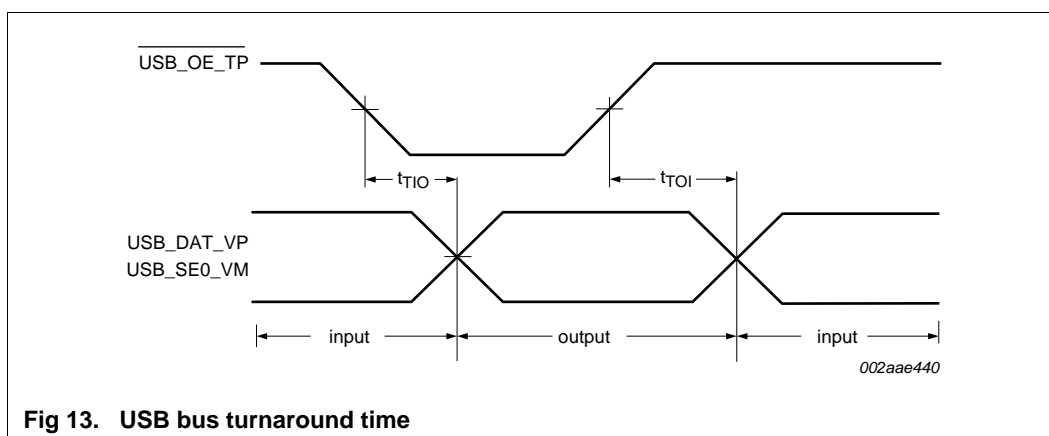 USB_OE_TP
tTIO
tTOI
USB_DAT_VP
USB_SE0_VM
input
output
input
002aae440
Fig 13. USB bus turnaround time